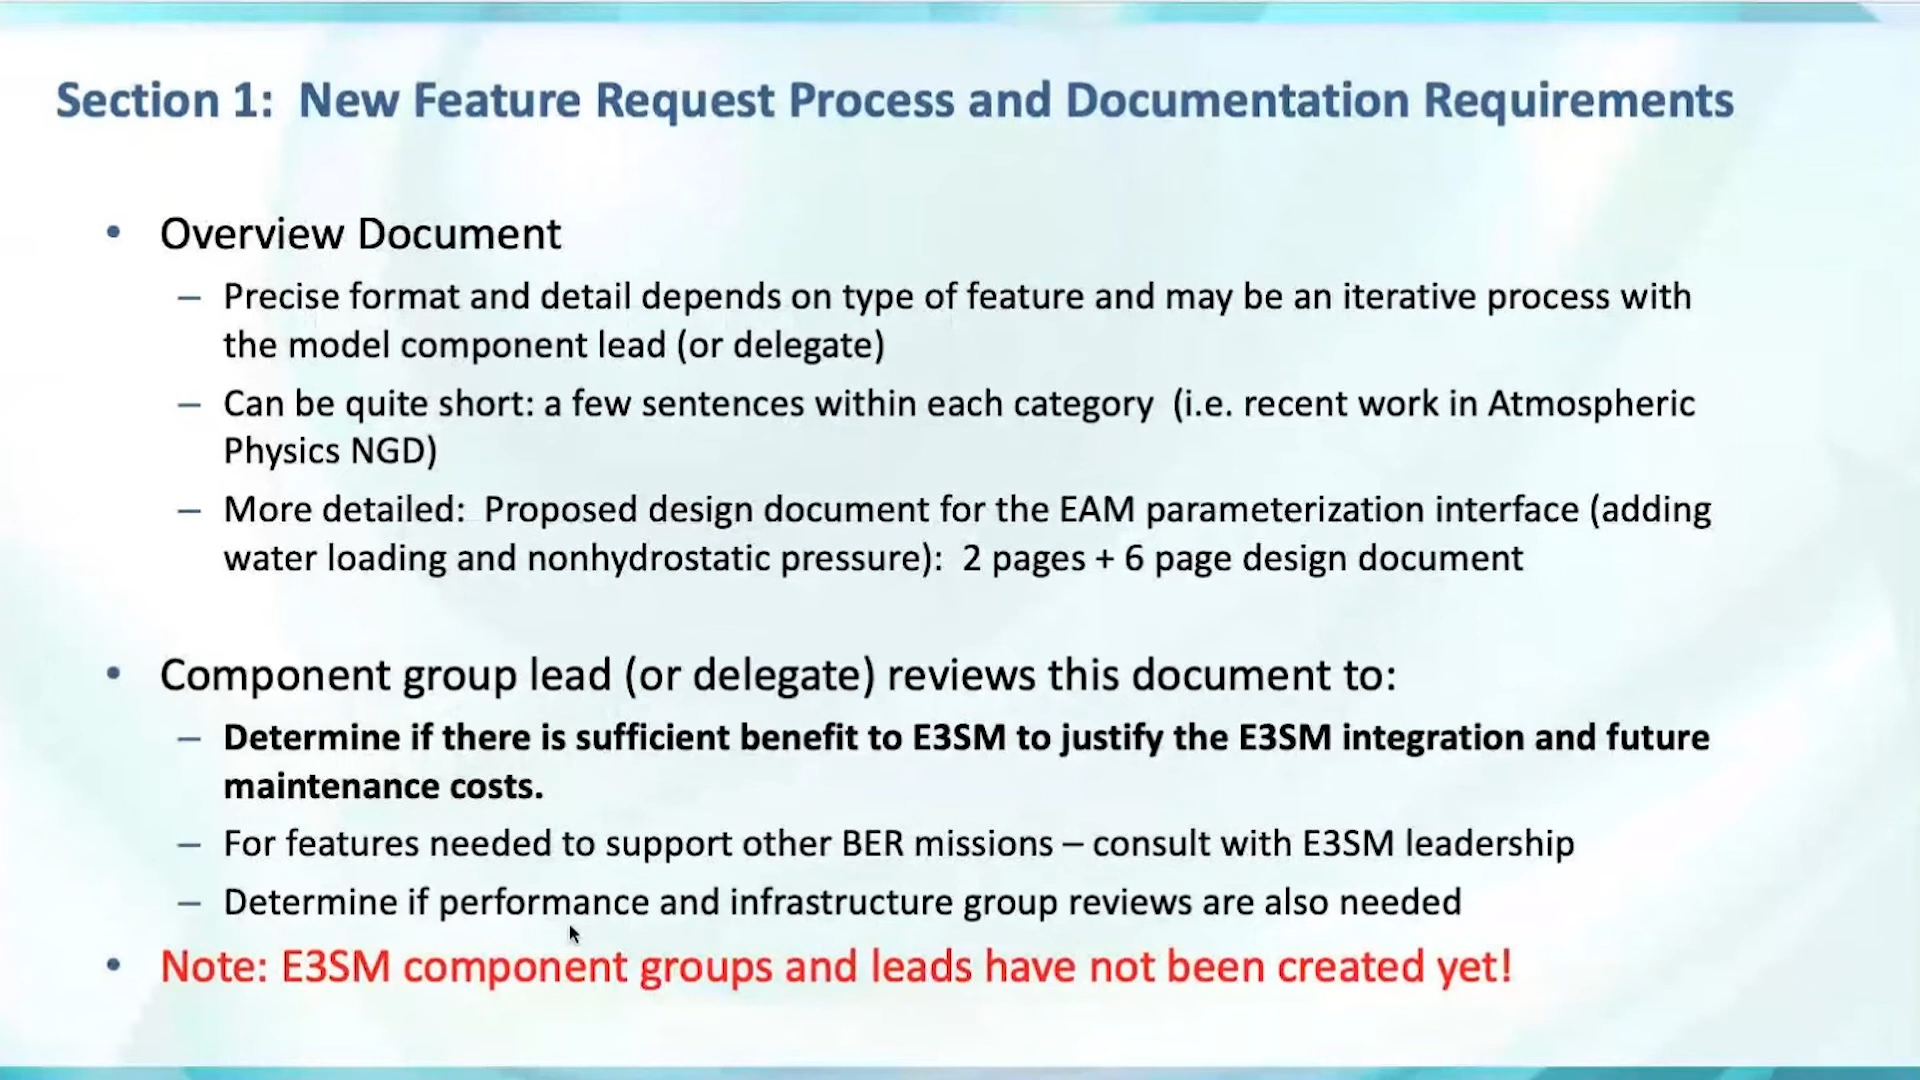 Section 1:  New Feature Request Process and Documentation Requirements
• Overview Document
– Precise format and detail depends on type of feature and may be an iterative process with
the model component lead (or delegate)
– Can be quite short: a few sentences within each category  (i.e. recent work in Atmospheric
Physics NGD)
– More detailed:  Proposed design document for the EAM parameterization interface (adding
water loading and nonhydrostatic pressure):  2 pages + 6 page design document
• Component group lead (or delegate) reviews this document to:
– Determine if there is sufficient benefit to E3SM to justify the E3SM integration and future
maintenance costs.
– For features needed to support other BER missions – consult with E3SM leadership
– Determine if performance and infrastructure group reviews are also needed
• Note: E3SM component groups and leads have not been created yet!